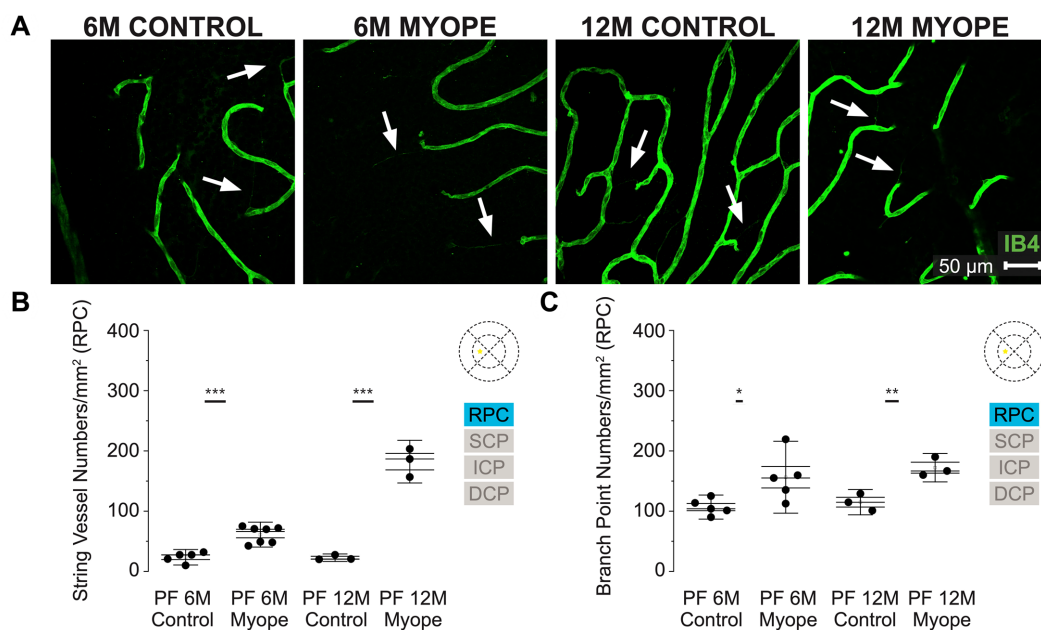 A
6M CONTROL
6M MYOPE
12M CONTROL
12M MYOPE
IB4
50 µm
B
String Vessel Numbers/mm² (RPC)
400
300
200
100
0
***
***
PF 6M
Control
PF 6M
Myope
PF 12M
Control
PF 12M
Myope
RPC
SCP
ICP
DCP
C
Branch Point Numbers/mm² (RPC)
400
300
200
100
0
*
**
PF 6M
Control
PF 6M
Myope
PF 12M
Control
PF 12M
Myope
RPC
SCP
ICP
DCP